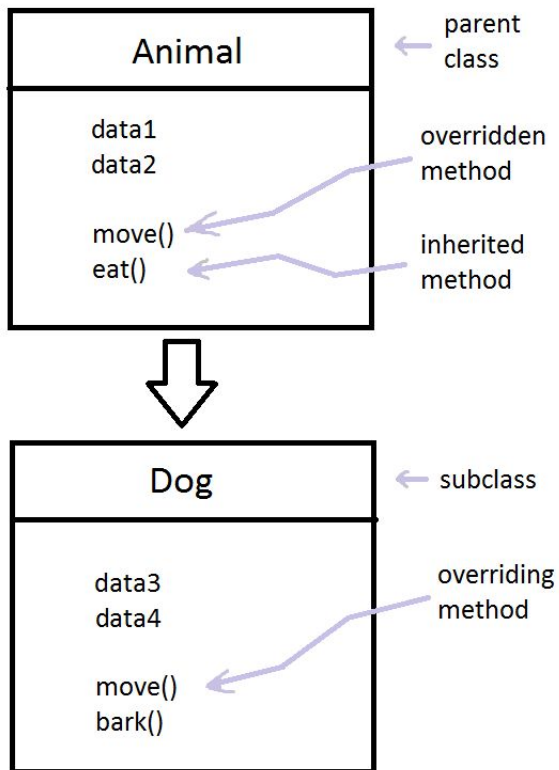 Animal
parent
class
data1
data2
overridden
method
move()
eat()
inherited
method
Dog
subclass
data3
data4
overriding
method
move()
bark()